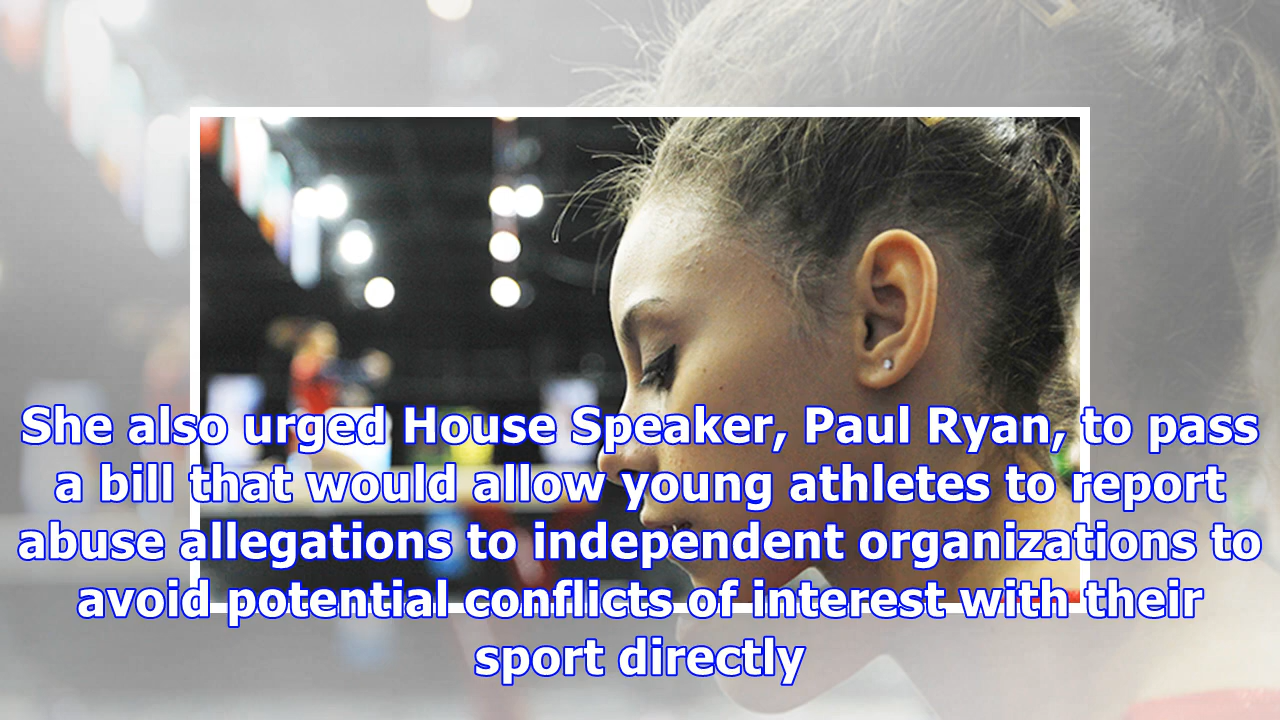 She also urged House Speaker, Paul Ryan, to pass
a bill that would allow young athletes to report
abuse allegations to independent organizations to
avoid potential conflicts of interest with their
sport directly